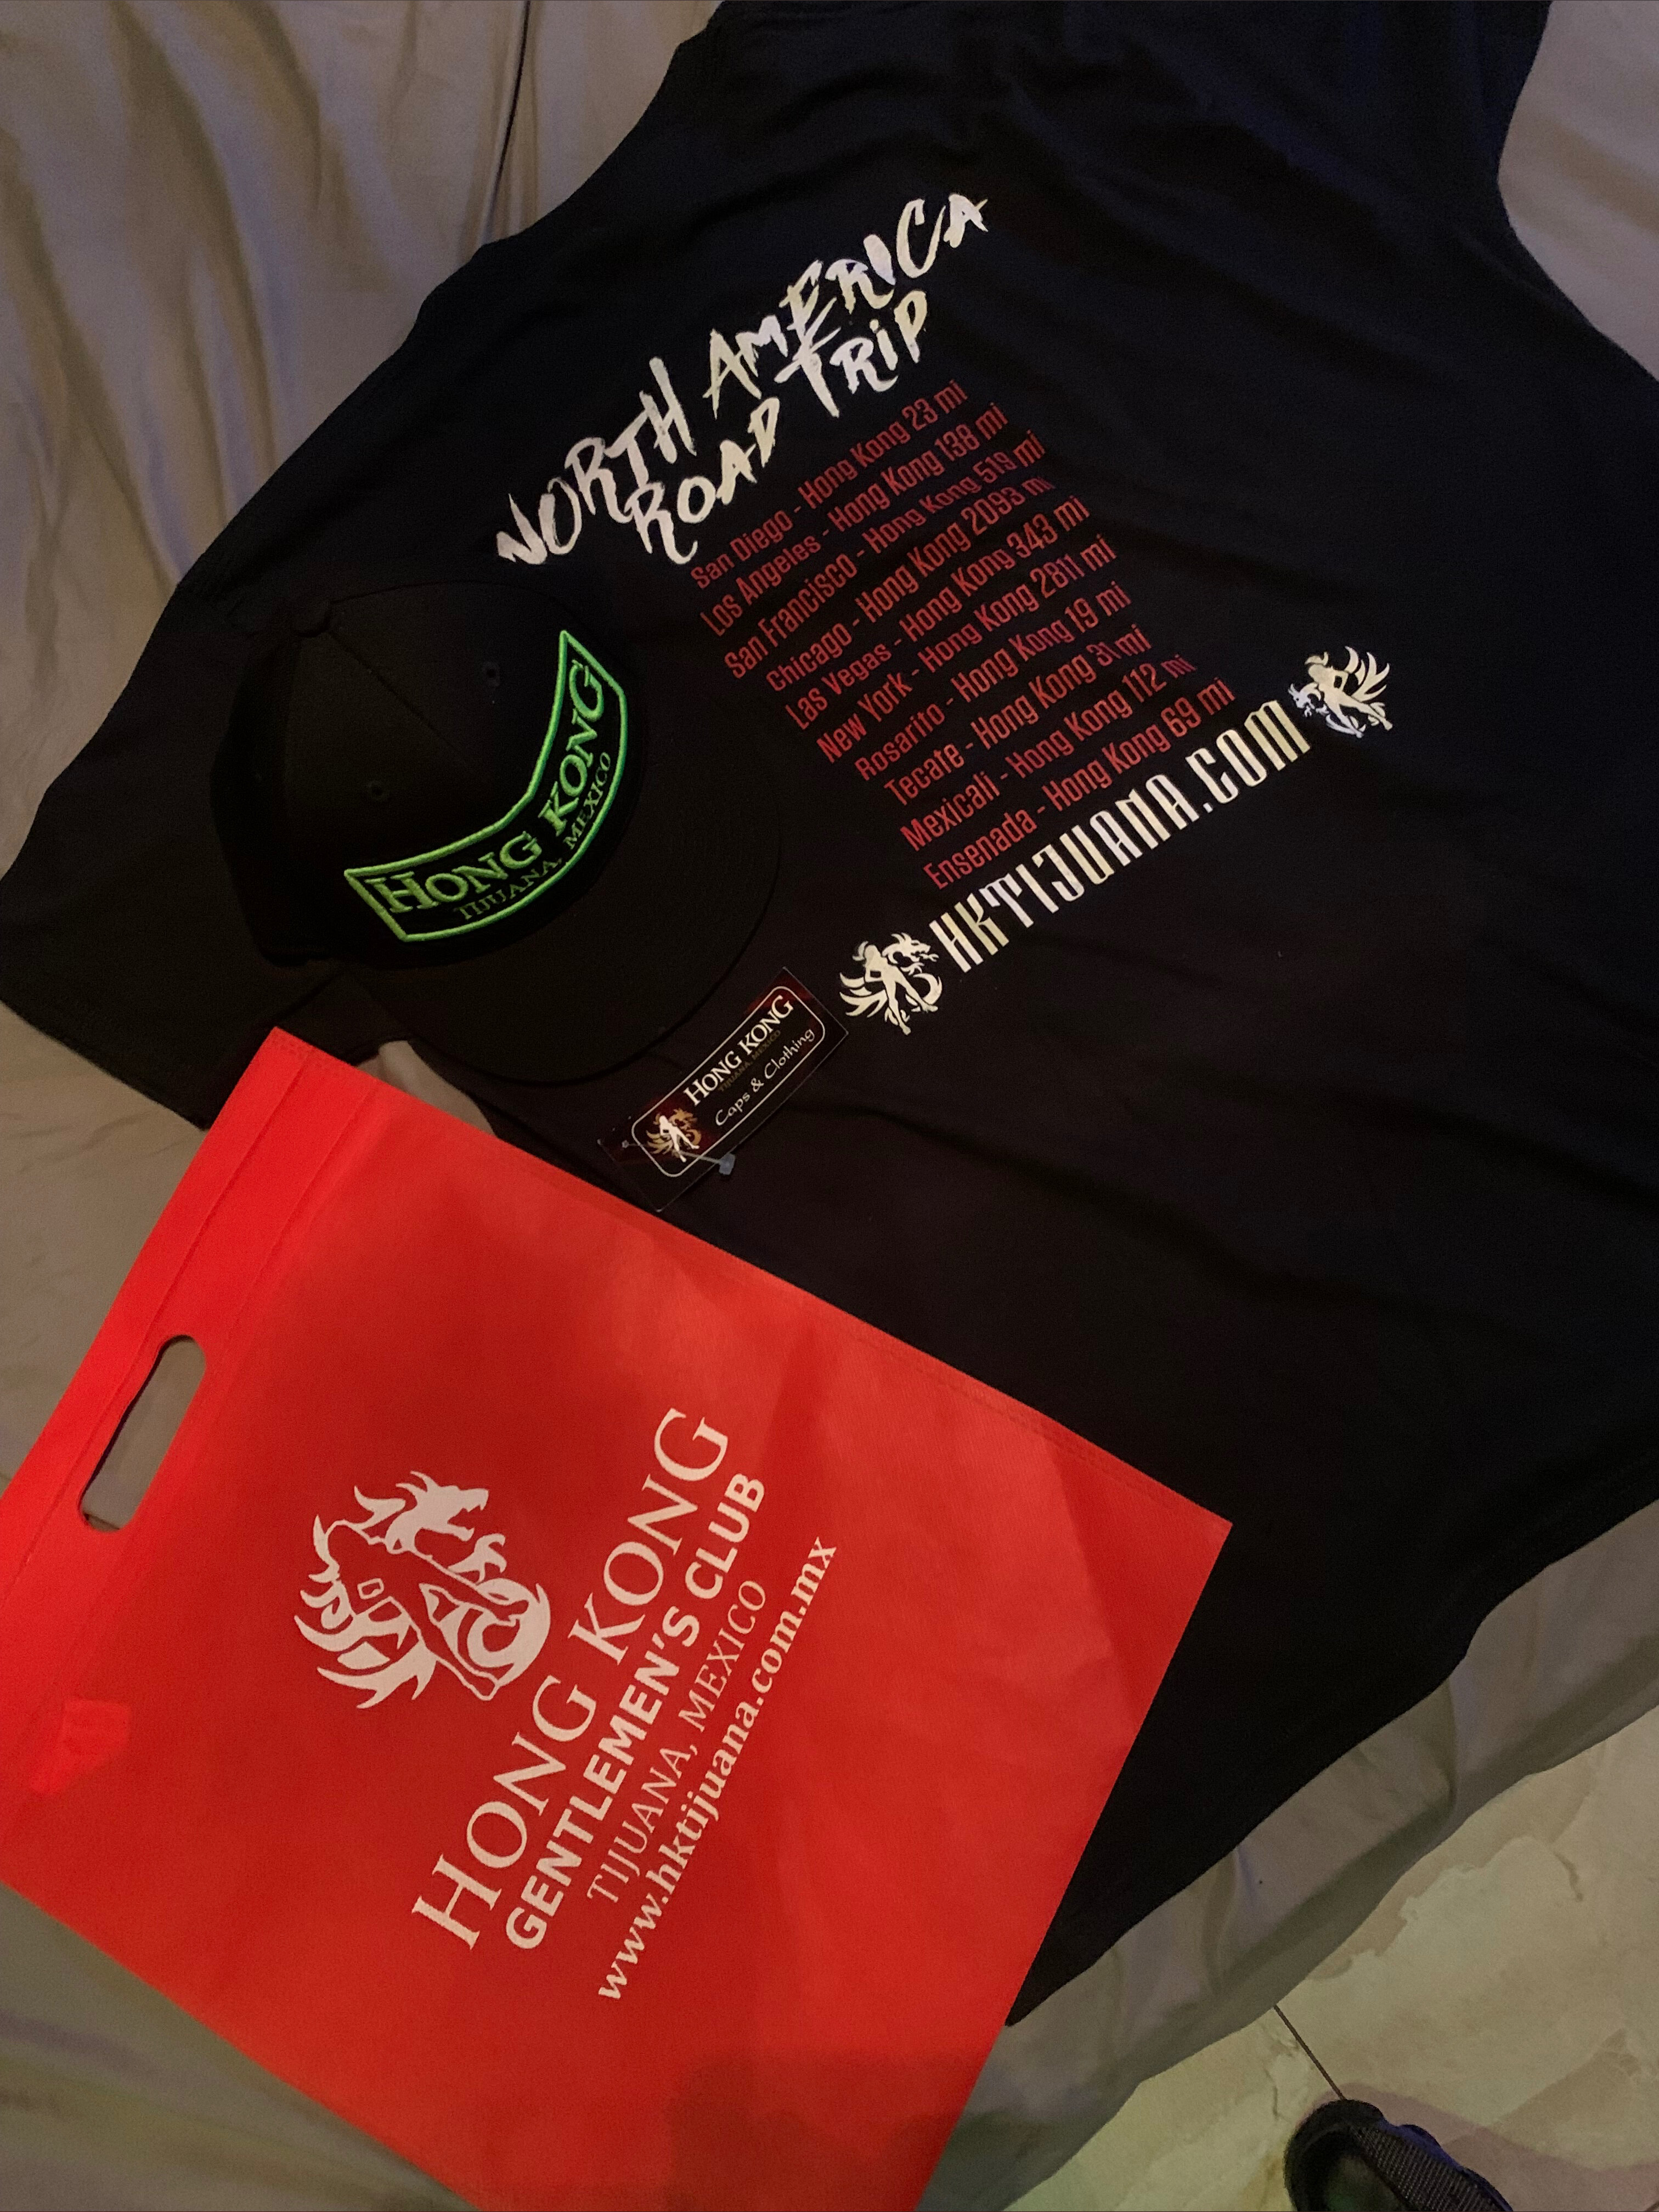 NORTH AMERICA
ROAD TRIP
San Diego - Hong Kong 23 mi
Los Angeles - Hong Kong 138 mi
San Francisco - Hong Kong 519 mi
Chicago - Hong Kong 2093 mi
Las Vegas - Hong Kong 343 mi
New York - Hong Kong 2811 mi
Rosarito - Hong Kong 19 mi
Tecate - Hong Kong 31 mi
Mexicali - Hong Kong 112 mi
Ensenada - Hong Kong 69 mi
HKTIJUANA.COM
HONG KONG
TIJUANA, MEXICO
HONG KONG
TIJUANA, MEXICO
Caps & Clothing
HONG KONG
GENTLEMEN'S CLUB
TIJUANA, MEXICO
www.hktijuana.com.mx